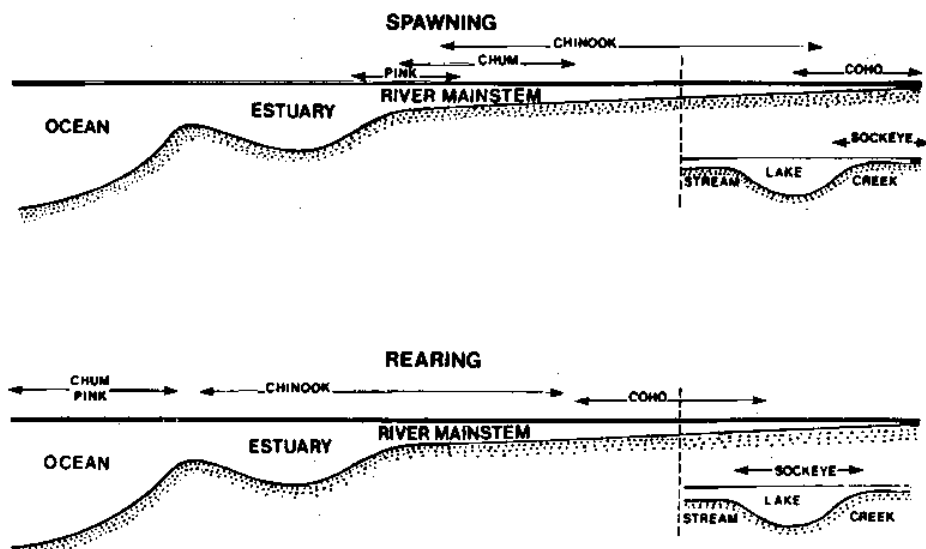 SPAWNING
CHINOOK
CHUM
PINK
COHO
RIVER MAINSTEM
ESTUARY
OCEAN
SOCKEYE
LAKE
STREAM
CREEK
REARING
CHUM
PINK
CHINOOK
COHO
RIVER MAINSTEM
ESTUARY
OCEAN
SOCKEYE
LAKE
STREAM
CREEK